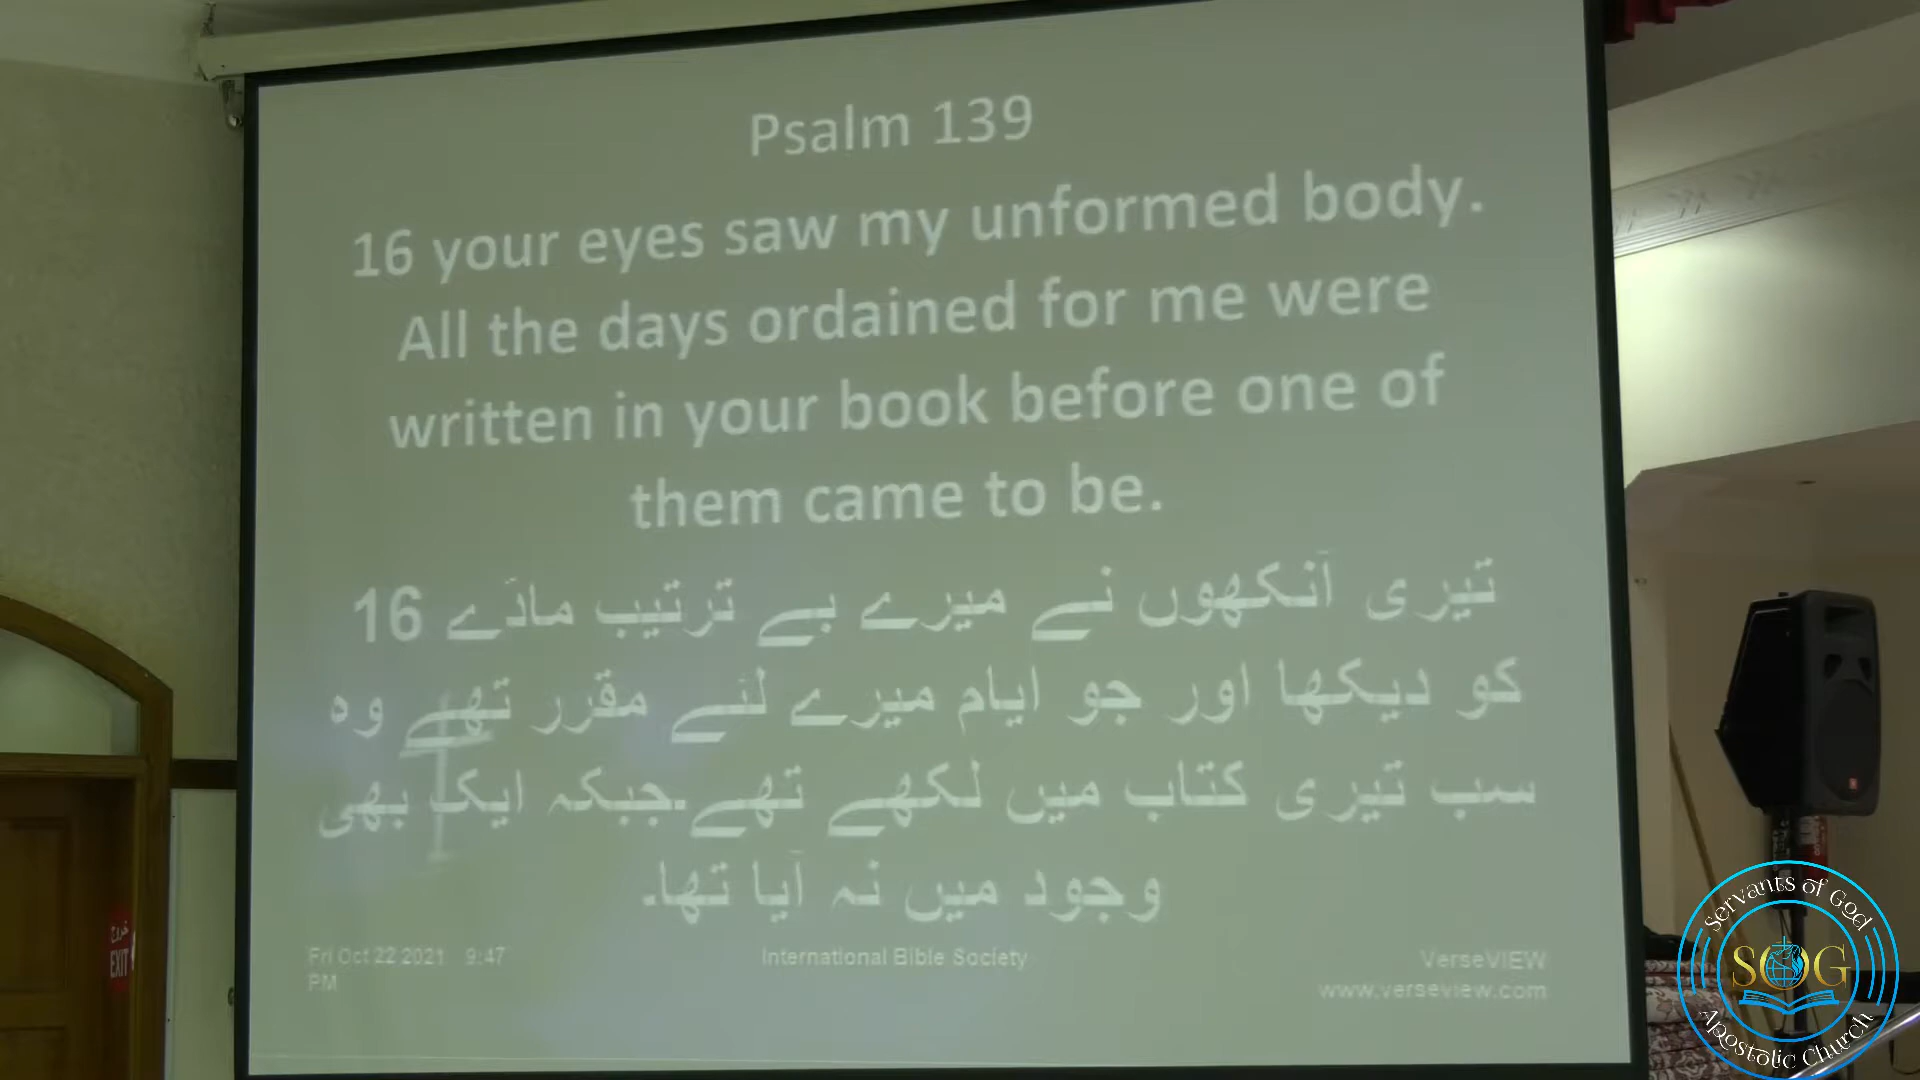 Psalm 139
16 your eyes saw my unformed body.
All the days ordained for me were
written in your book before one of
them came to be.
16 تیری آنکھوں نے میرے بے ترتیب مادّے
کو دیکھا اور جو ایام میرے لئے مقرر تھے وہ
سب تیری کتاب میں لکھے تھے۔جبکہ ایک بھی
وجود میں نہ آیا تھا۔
Fri Oct 22 2021 9:47
PM
International Bible Society
VerseVIEW
www.verseview.com
خروج
EXIT
Servants of God
SOG
Apostolic Church